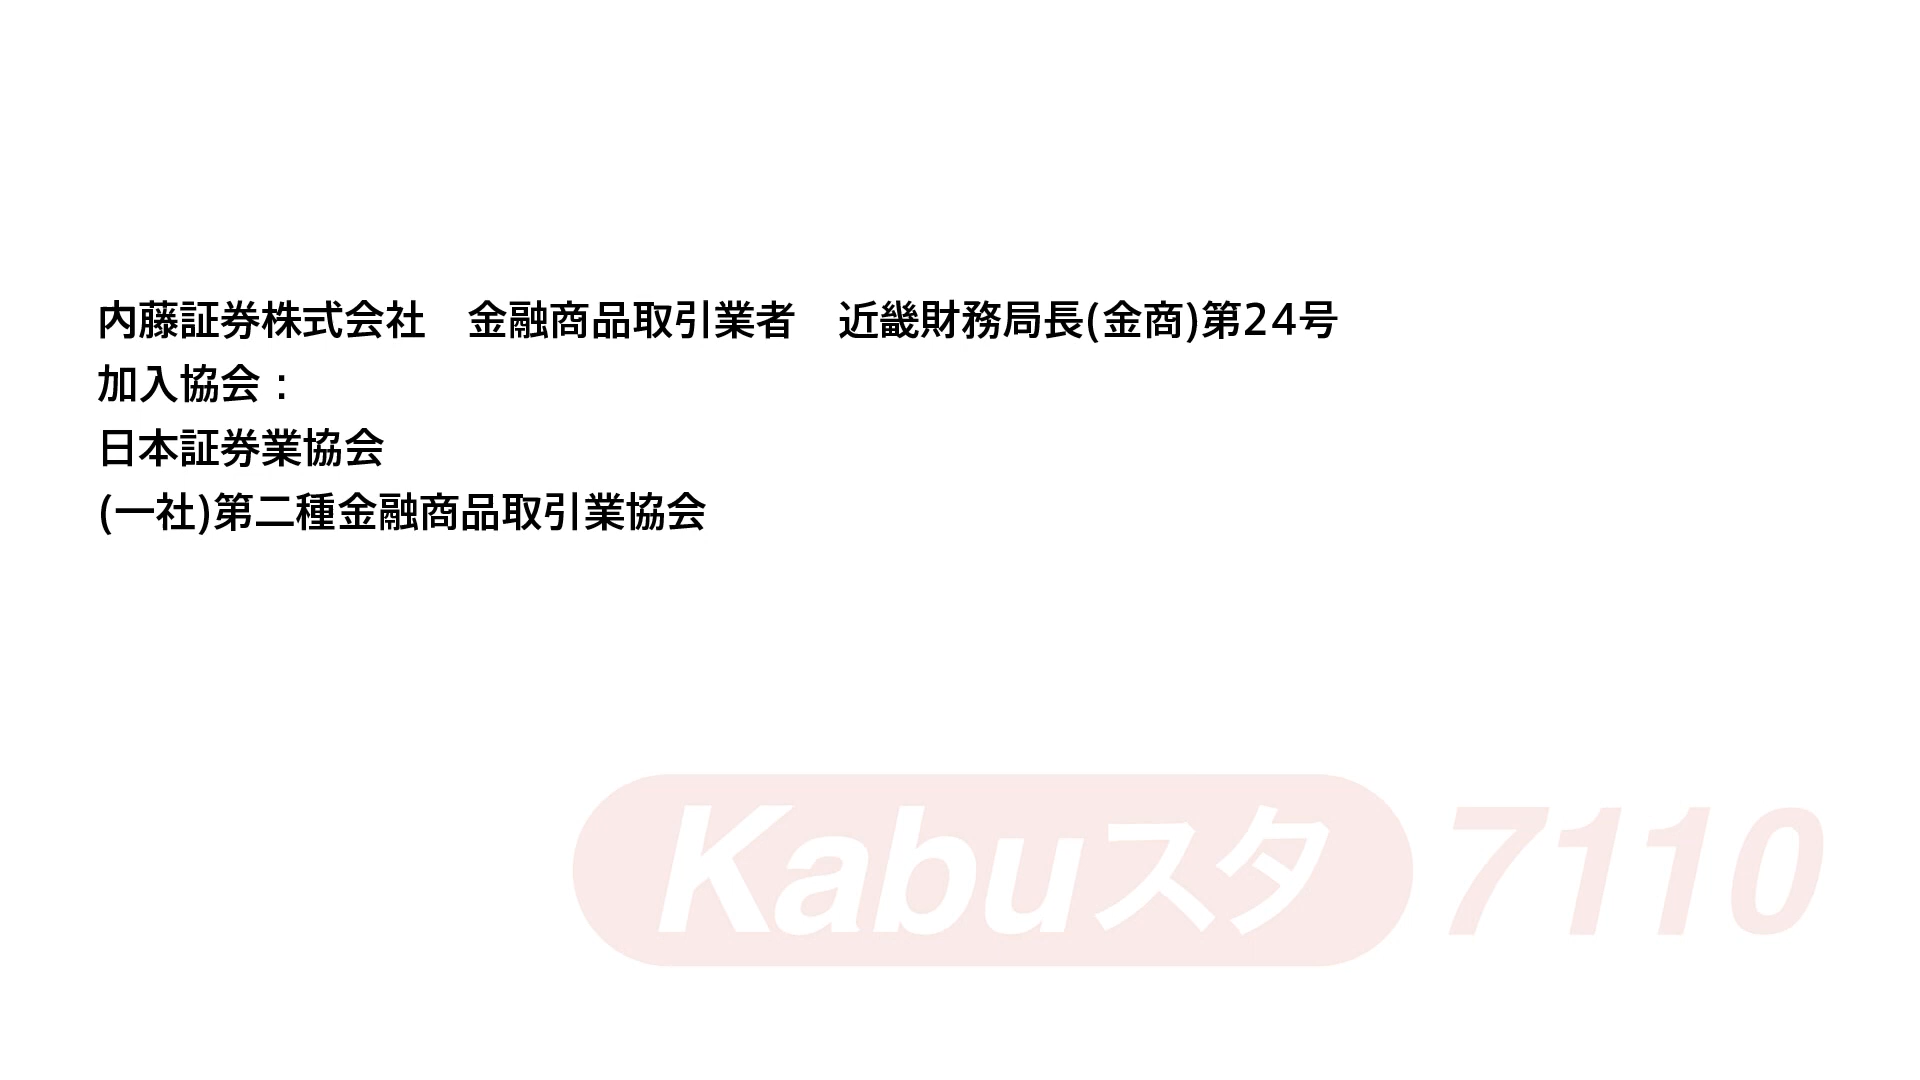 内藤証券株式会社　金融商品取引業者　近畿財務局長(金商)第24号
加入協会：
日本証券業協会
(一社)第二種金融商品取引業協会
Kabuスタ 7110